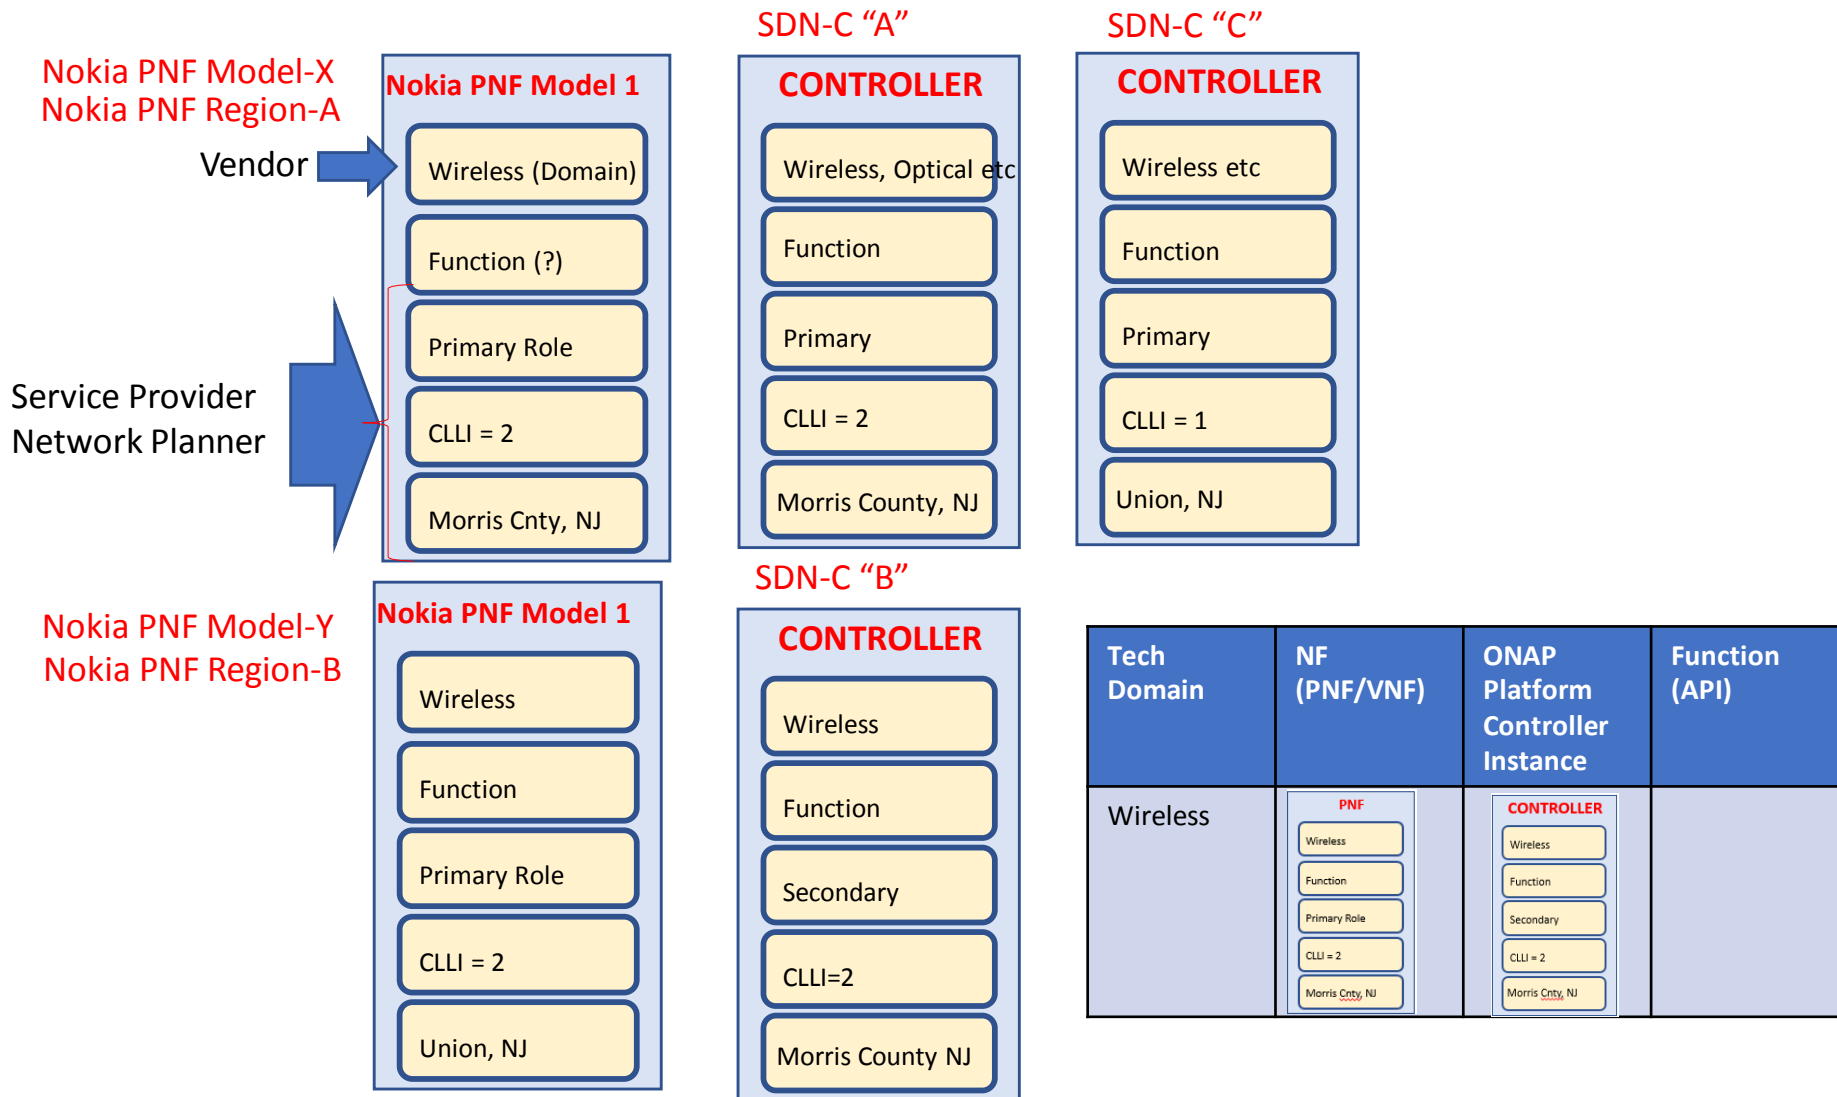 Nokia PNF Model-X
Nokia PNF Region-A
Vendor
Service Provider
Network Planner
Nokia PNF Model 1
Wireless (Domain)
Function (?)
Primary Role
CLLI = 2
Morris Cnty, NJ
SDN-C “A”
CONTROLLER
Wireless, Optical etc
Function
Primary
CLLI = 2
Morris County, NJ
SDN-C “C”
CONTROLLER
Wireless etc
Function
Primary
CLLI = 1
Union, NJ
Nokia PNF Model-Y
Nokia PNF Region-B
Nokia PNF Model 1
Wireless
Function
Primary Role
CLLI = 2
Union, NJ
SDN-C “B”
CONTROLLER
Wireless
Function
Secondary
CLLI=2
Morris County NJ
Tech
Domain
NF
(PNF/VNF)
ONAP
Platform
Controller
Instance
Function
(API)
Wireless
PNF
Wireless
Function
Primary Role
CLLI = 2
Morris Cnty, NJ
CONTROLLER
Wireless
Function
Secondary
CLLI = 2
Morris Cnty, NJ